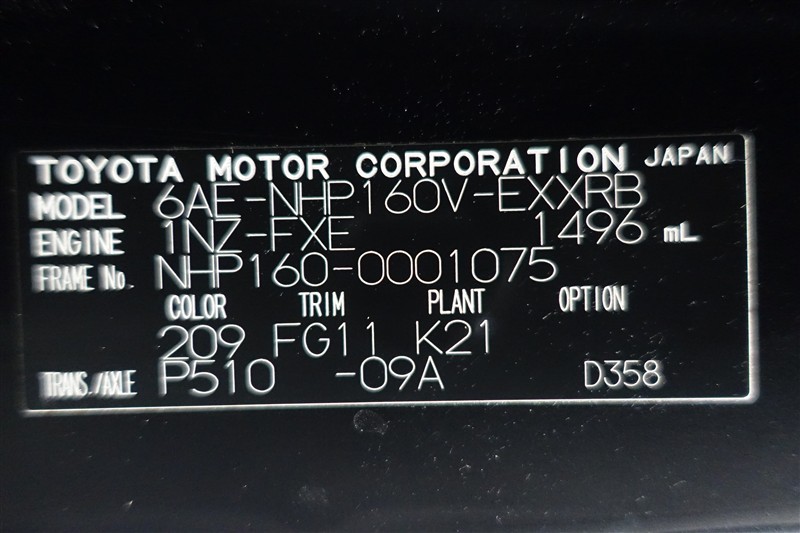 TOYOTA MOTOR CORPORATION JAPAN
MODEL 6AE-NHP160V-EXXRB
ENGINE 1NZ-FXE 1496 mL
FRAME No. NHP160-0001075
COLOR TRIM PLANT OPTION
209 FG11 K21
TRANS./AXLE P510 -09A D358